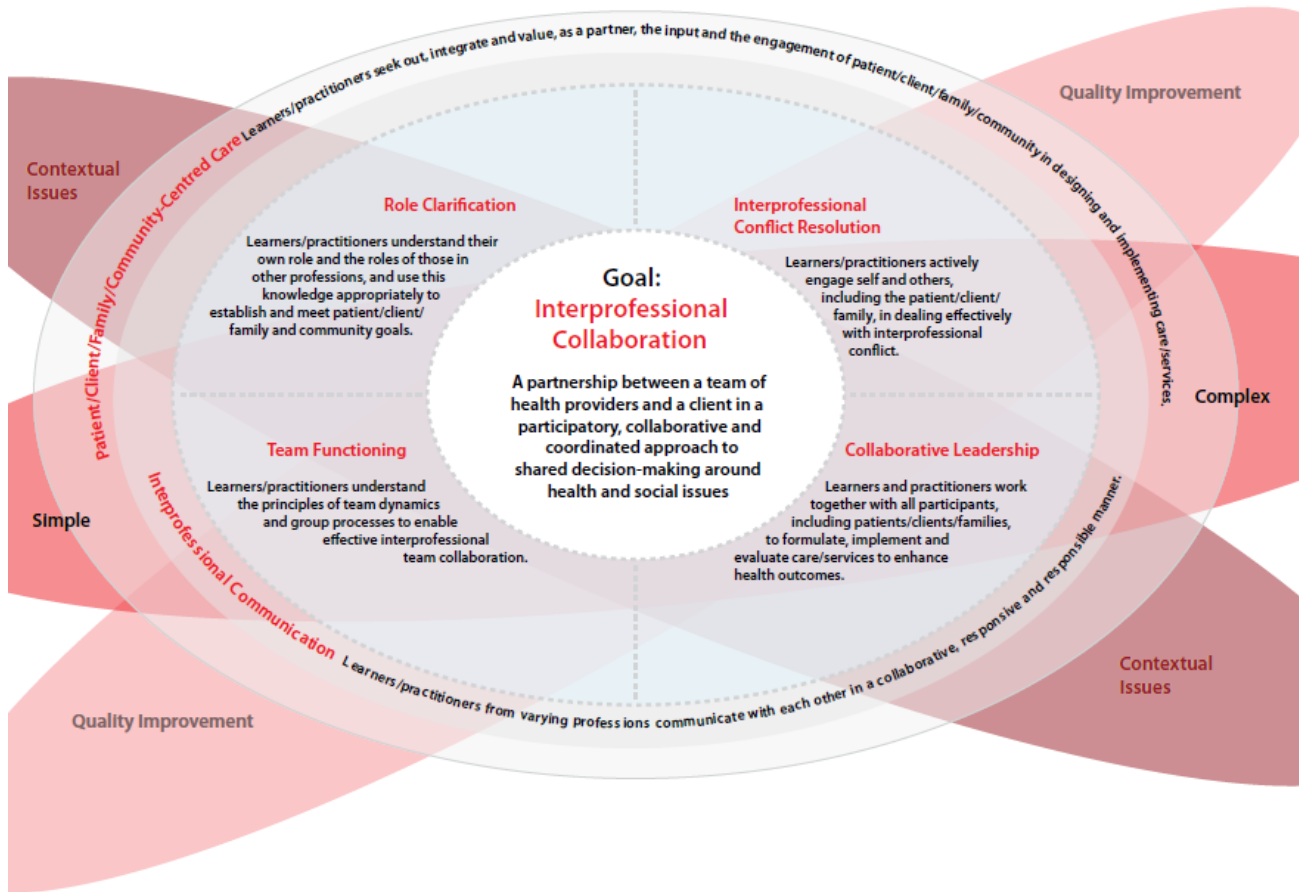 Patient/Client/Family/Community-Centred Care Learners/practitioners seek out, integrate and value, as a partner, the input and the engagement of patient/client/family/community in designing and implementing care/services.
Quality Improvement
Contextual
Issues
Role Clarification
Learners/practitioners understand their
own role and the roles of those in
other professions, and use this
knowledge appropriately to
establish and meet patient/client/
family and community goals.
Interprofessional
Conflict Resolution
Learners/practitioners actively
engage self and others,
including the patient/client/
family, in dealing effectively
with interprofessional
conflict.
Goal:
Interprofessional
Collaboration
A partnership between a team of
health providers and a client in a
participatory, collaborative and
coordinated approach to
shared decision-making around
health and social issues
Simple
Complex
Team Functioning
Learners/practitioners understand
the principles of team dynamics
and group processes to enable
effective interprofessional
team collaboration.
Collaborative Leadership
Learners and practitioners work
together with all participants,
including patients/clients/families,
to formulate, implement and
evaluate care/services to enhance
health outcomes.
Interprofessional Communication Learners/practitioners from varying professions communicate with each other in a collaborative, responsive and responsible manner.
Contextual
Issues
Quality Improvement